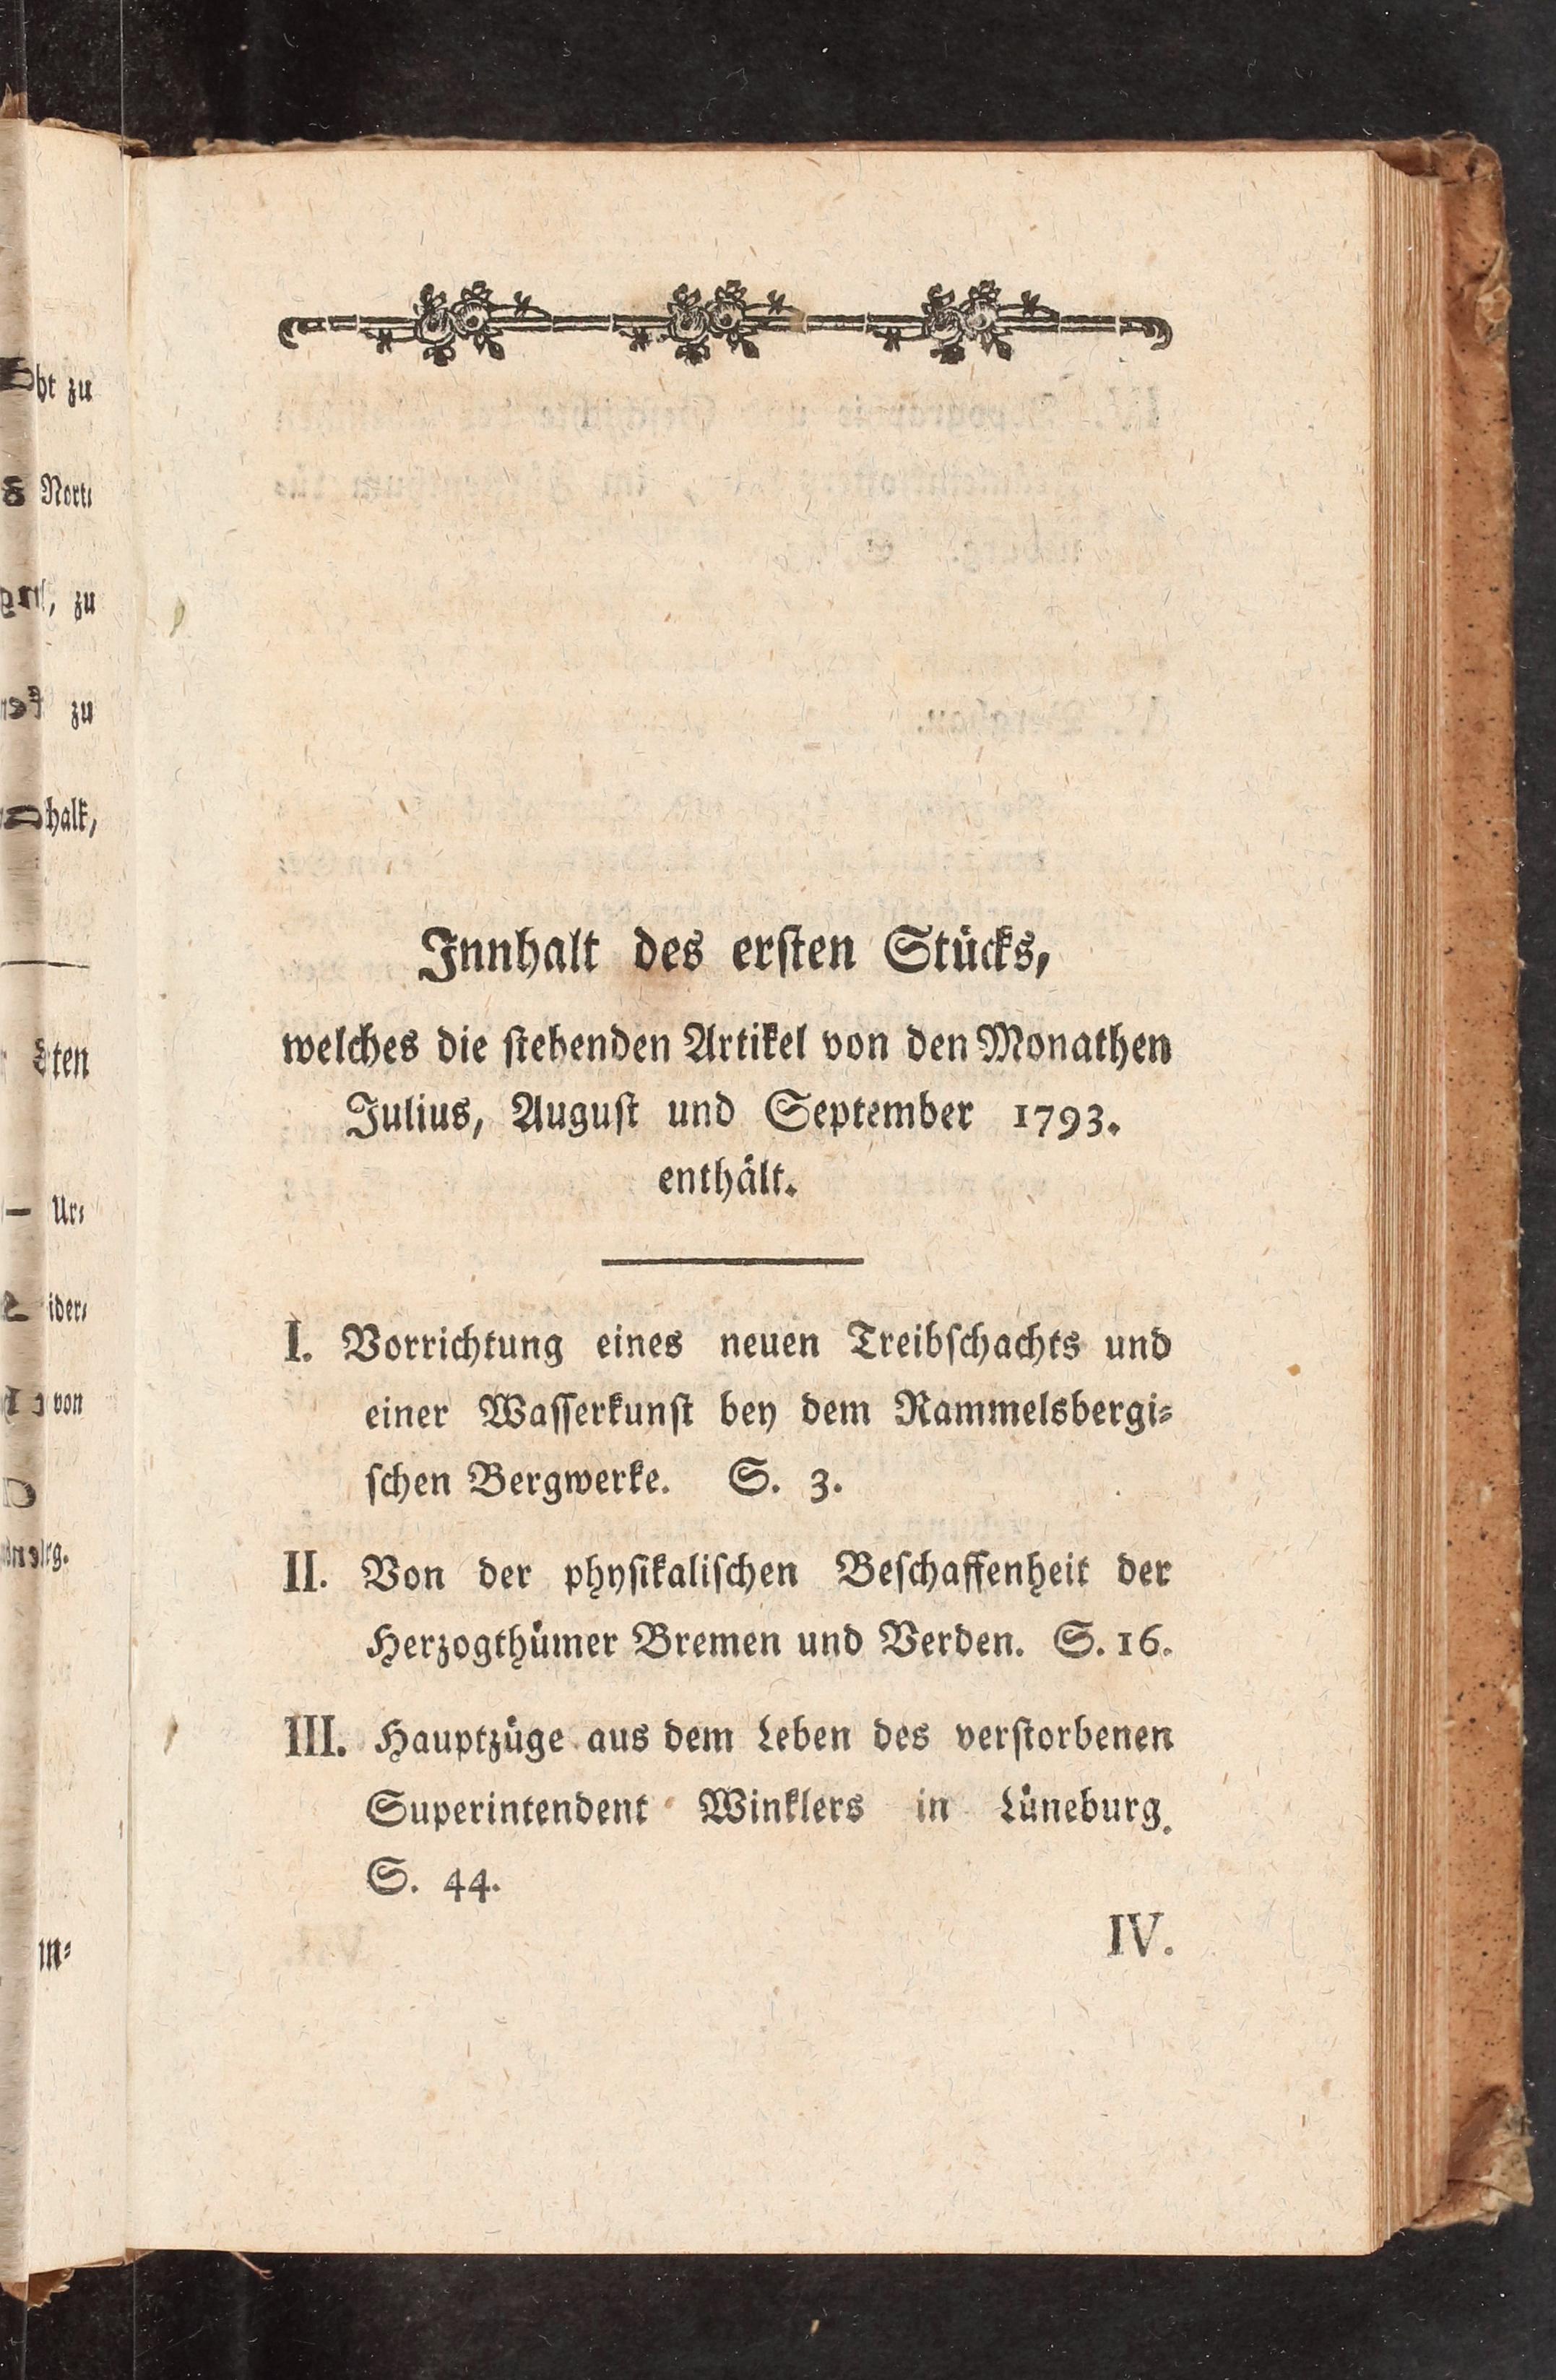 Innhalt des erſten Stücks,
welches die ſtehenden Artikel von den Monathen
Julius, Auguſt und September 1793.
enthält.
I. Vorrichtung eines neuen Treibſchachts und
einer Waſſerkunſt bey dem Rammelsbergi⸗
ſchen Bergwerke. S. 3.
II. Von der phyſikaliſchen Beſchaffenheit der
Herzogthümer Bremen und Verden. S. 16.
III. Hauptzüge aus dem Leben des verſtorbenen
Superintendent Winklers in Lüneburg.
S. 44.
IV.